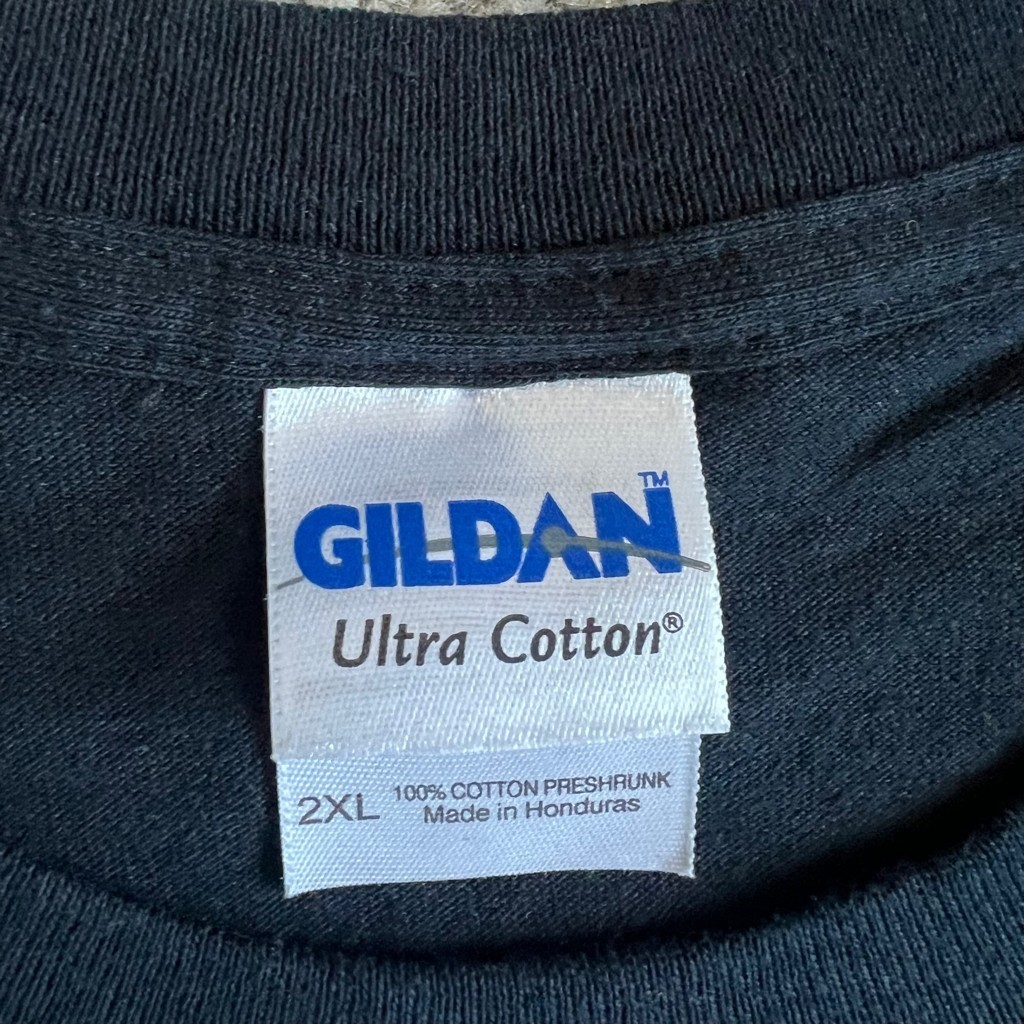 GILDAN™
Ultra Cotton®
2XL
100% COTTON PRESHRUNK
Made in Honduras